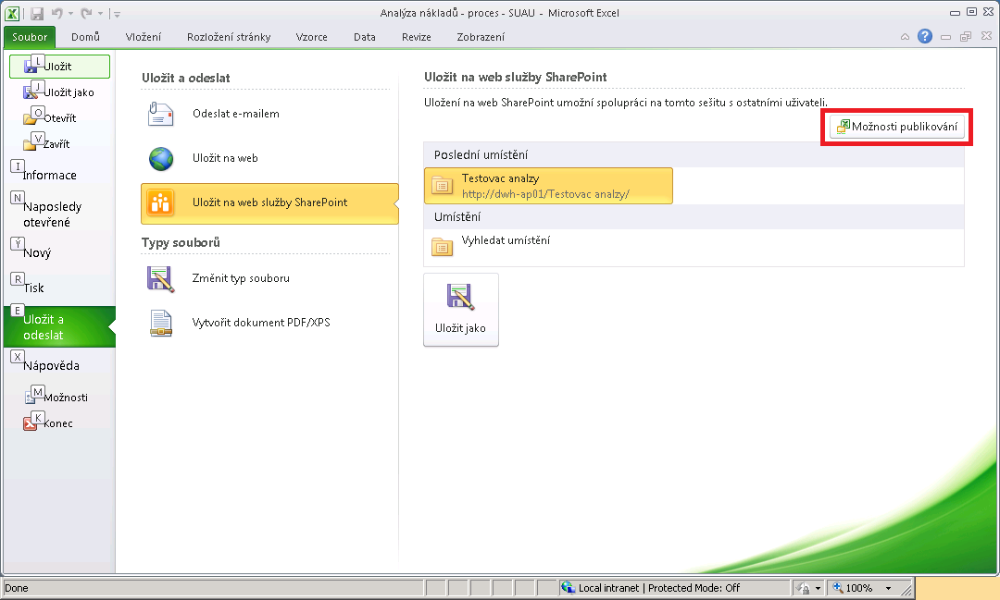 Analýza nákladů - proces - SUAU - Microsoft Excel
Soubor Domů Vložení Rozložení stránky Vzorce Data Revize Zobrazení
L
Uložit
J
Uložit jako
O
Otevřít
V
Zavřít
I
Informace
N
Naposledy
otevřené
Ý
Nový
R
Tisk
E
Uložit a
odeslat
X
Nápověda
M
Možnosti
K
Konec
Uložit a odeslat
Odeslat e-mailem
Uložit na web
Uložit na web služby SharePoint
Typy souborů
Změnit typ souboru
Vytvořit dokument PDF/XPS
Uložit na web služby SharePoint
Uložení na web SharePoint umožní spolupráci na tomto sešitu s ostatními uživateli.
Možnosti publikování
Poslední umístění
Testovac analzy
http://dwh-ap01/Testovac analzy/
Umístění
Vyhledat umístění
Uložit jako
Done
Local intranet | Protected Mode: Off
100%